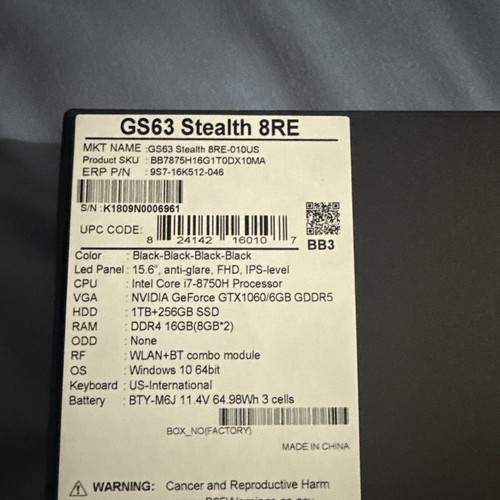 GS63 Stealth 8RE
MKT NAME :GS63 Stealth 8RE-010US
Product SKU : BB7875H16G1T0DX10MA
ERP P/N : 9S7-16K512-046
S/N: K1809N0006961
UPC CODE: 8 24142 16010 7
BB3
Color : Black-Black-Black-Black
Led Panel : 15.6", anti-glare, FHD, IPS-level
CPU : Intel Core i7-8750H Processor
VGA : NVIDIA GeForce GTX1060/6GB GDDR5
HDD : 1TB+256GB SSD
RAM : DDR4 16GB(8GB*2)
ODD : None
RF : WLAN+BT combo module
OS : Windows 10 64bit
Keyboard : US-International
Battery : BTY-M6J 11.4V 64.98Wh 3 cells
BOX_NO(FACTORY)
MADE IN CHINA
WARNING: Cancer and Reproductive Harm